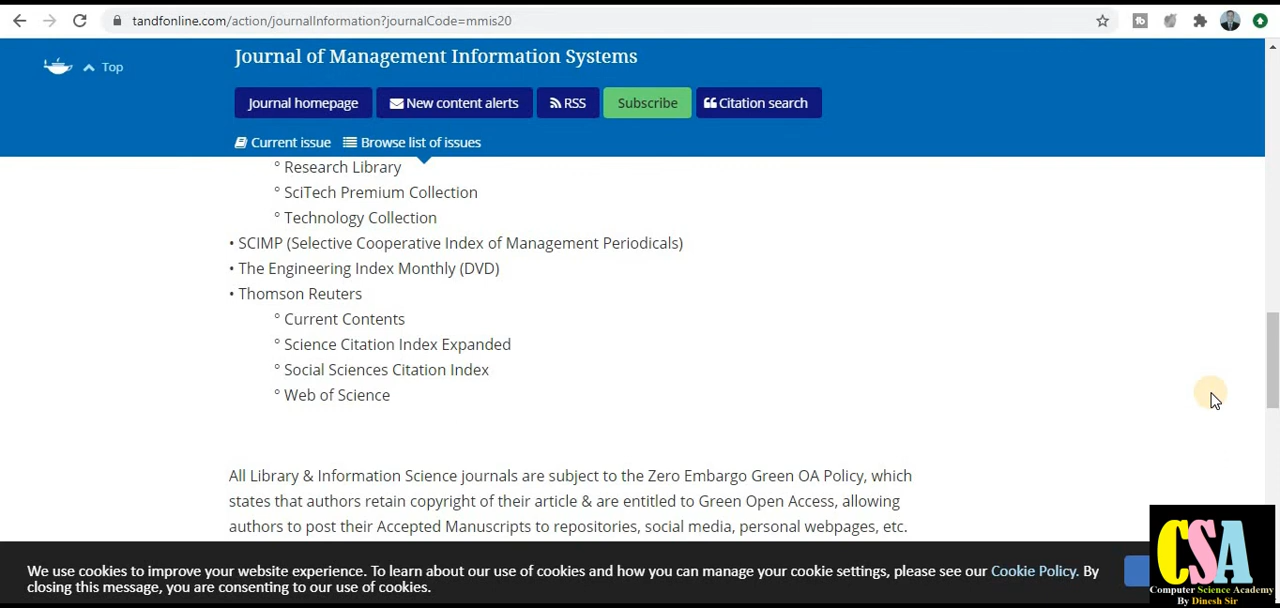 tandfonline.com/action/journalInformation?journalCode=mmis20
Journal of Management Information Systems
Top
Journal homepage
New content alerts
RSS
Subscribe
Citation search
Current issue
Browse list of issues
° Research Library
° SciTech Premium Collection
° Technology Collection
• SCIMP (Selective Cooperative Index of Management Periodicals)
• The Engineering Index Monthly (DVD)
• Thomson Reuters
° Current Contents
° Science Citation Index Expanded
° Social Sciences Citation Index
° Web of Science
All Library & Information Science journals are subject to the Zero Embargo Green OA Policy, which
states that authors retain copyright of their article & are entitled to Green Open Access, allowing
authors to post their Accepted Manuscripts to repositories, social media, personal webpages, etc.
We use cookies to improve your website experience. To learn about our use of cookies and how you can manage your cookie settings, please see our Cookie Policy. By
closing this message, you are consenting to our use of cookies.
CSA
Computer Science Academy
By Dinesh Sir